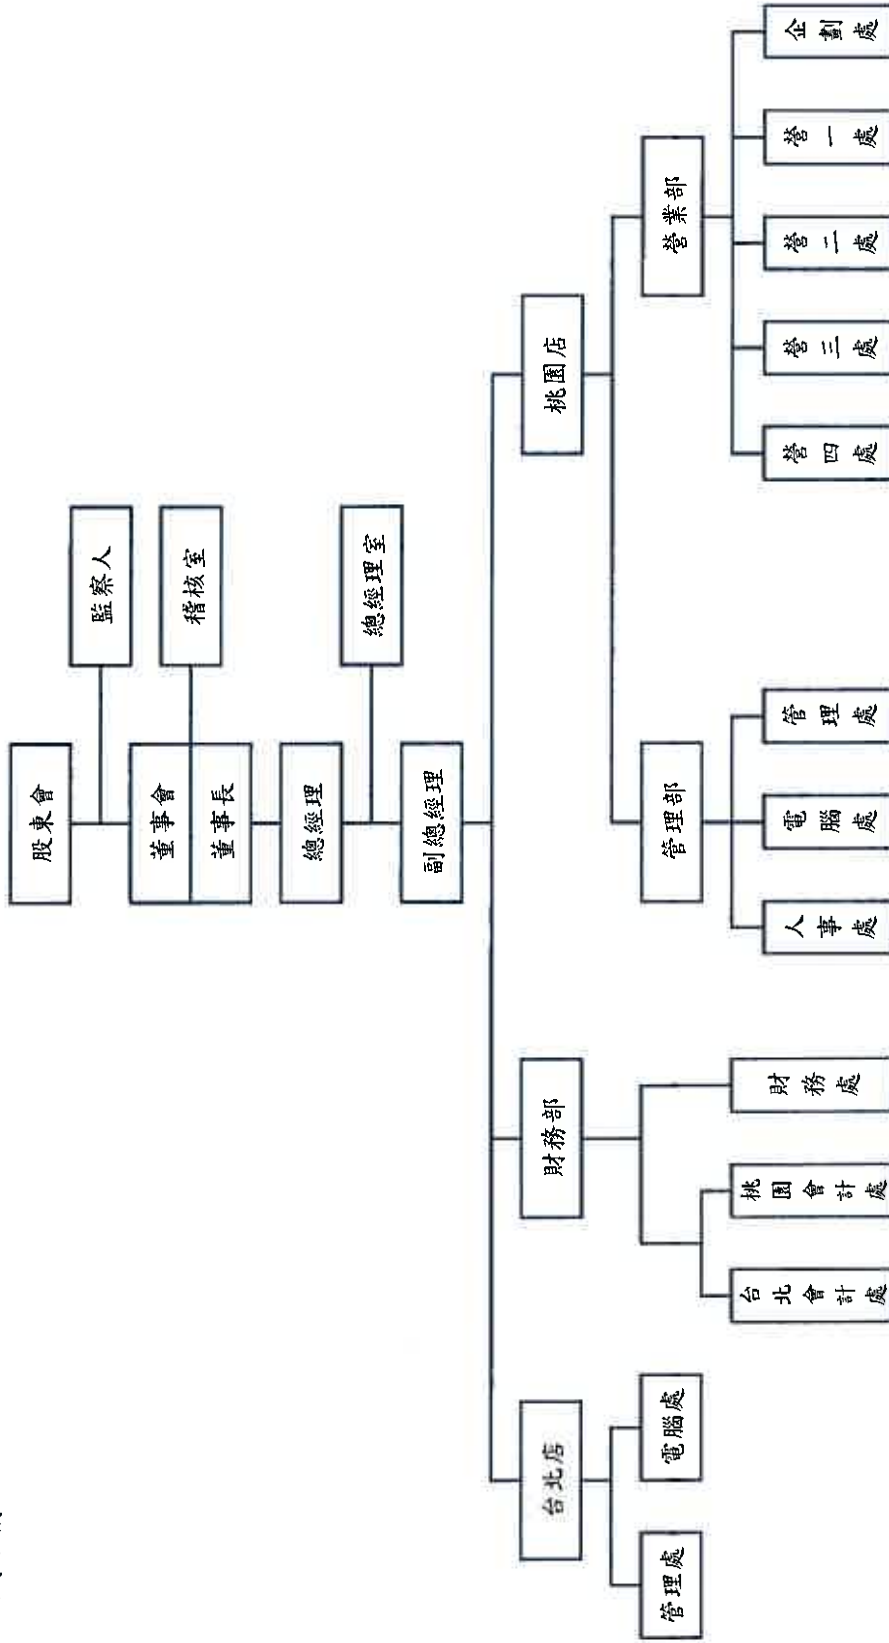 股東會
監察人
董事會
稽核室
董事長
總經理
總經理室
副總經理
台北店
財務部
桃園店
管理處
電腦處
管理部
營業部
台北會計處
桃園會計處
財務處
人事處
電腦處
管理處
營四處
營三處
營二處
營一處
企劃處